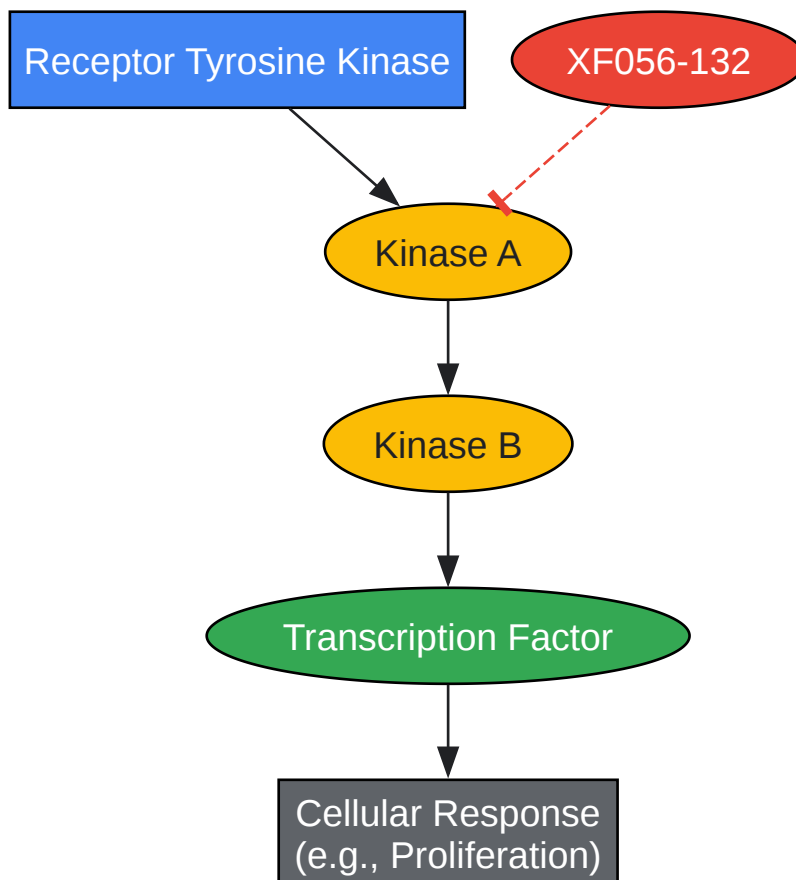 Receptor Tyrosine Kinase
XF056-132
Kinase A
Kinase B
Transcription Factor
Cellular Response
(e.g., Proliferation)